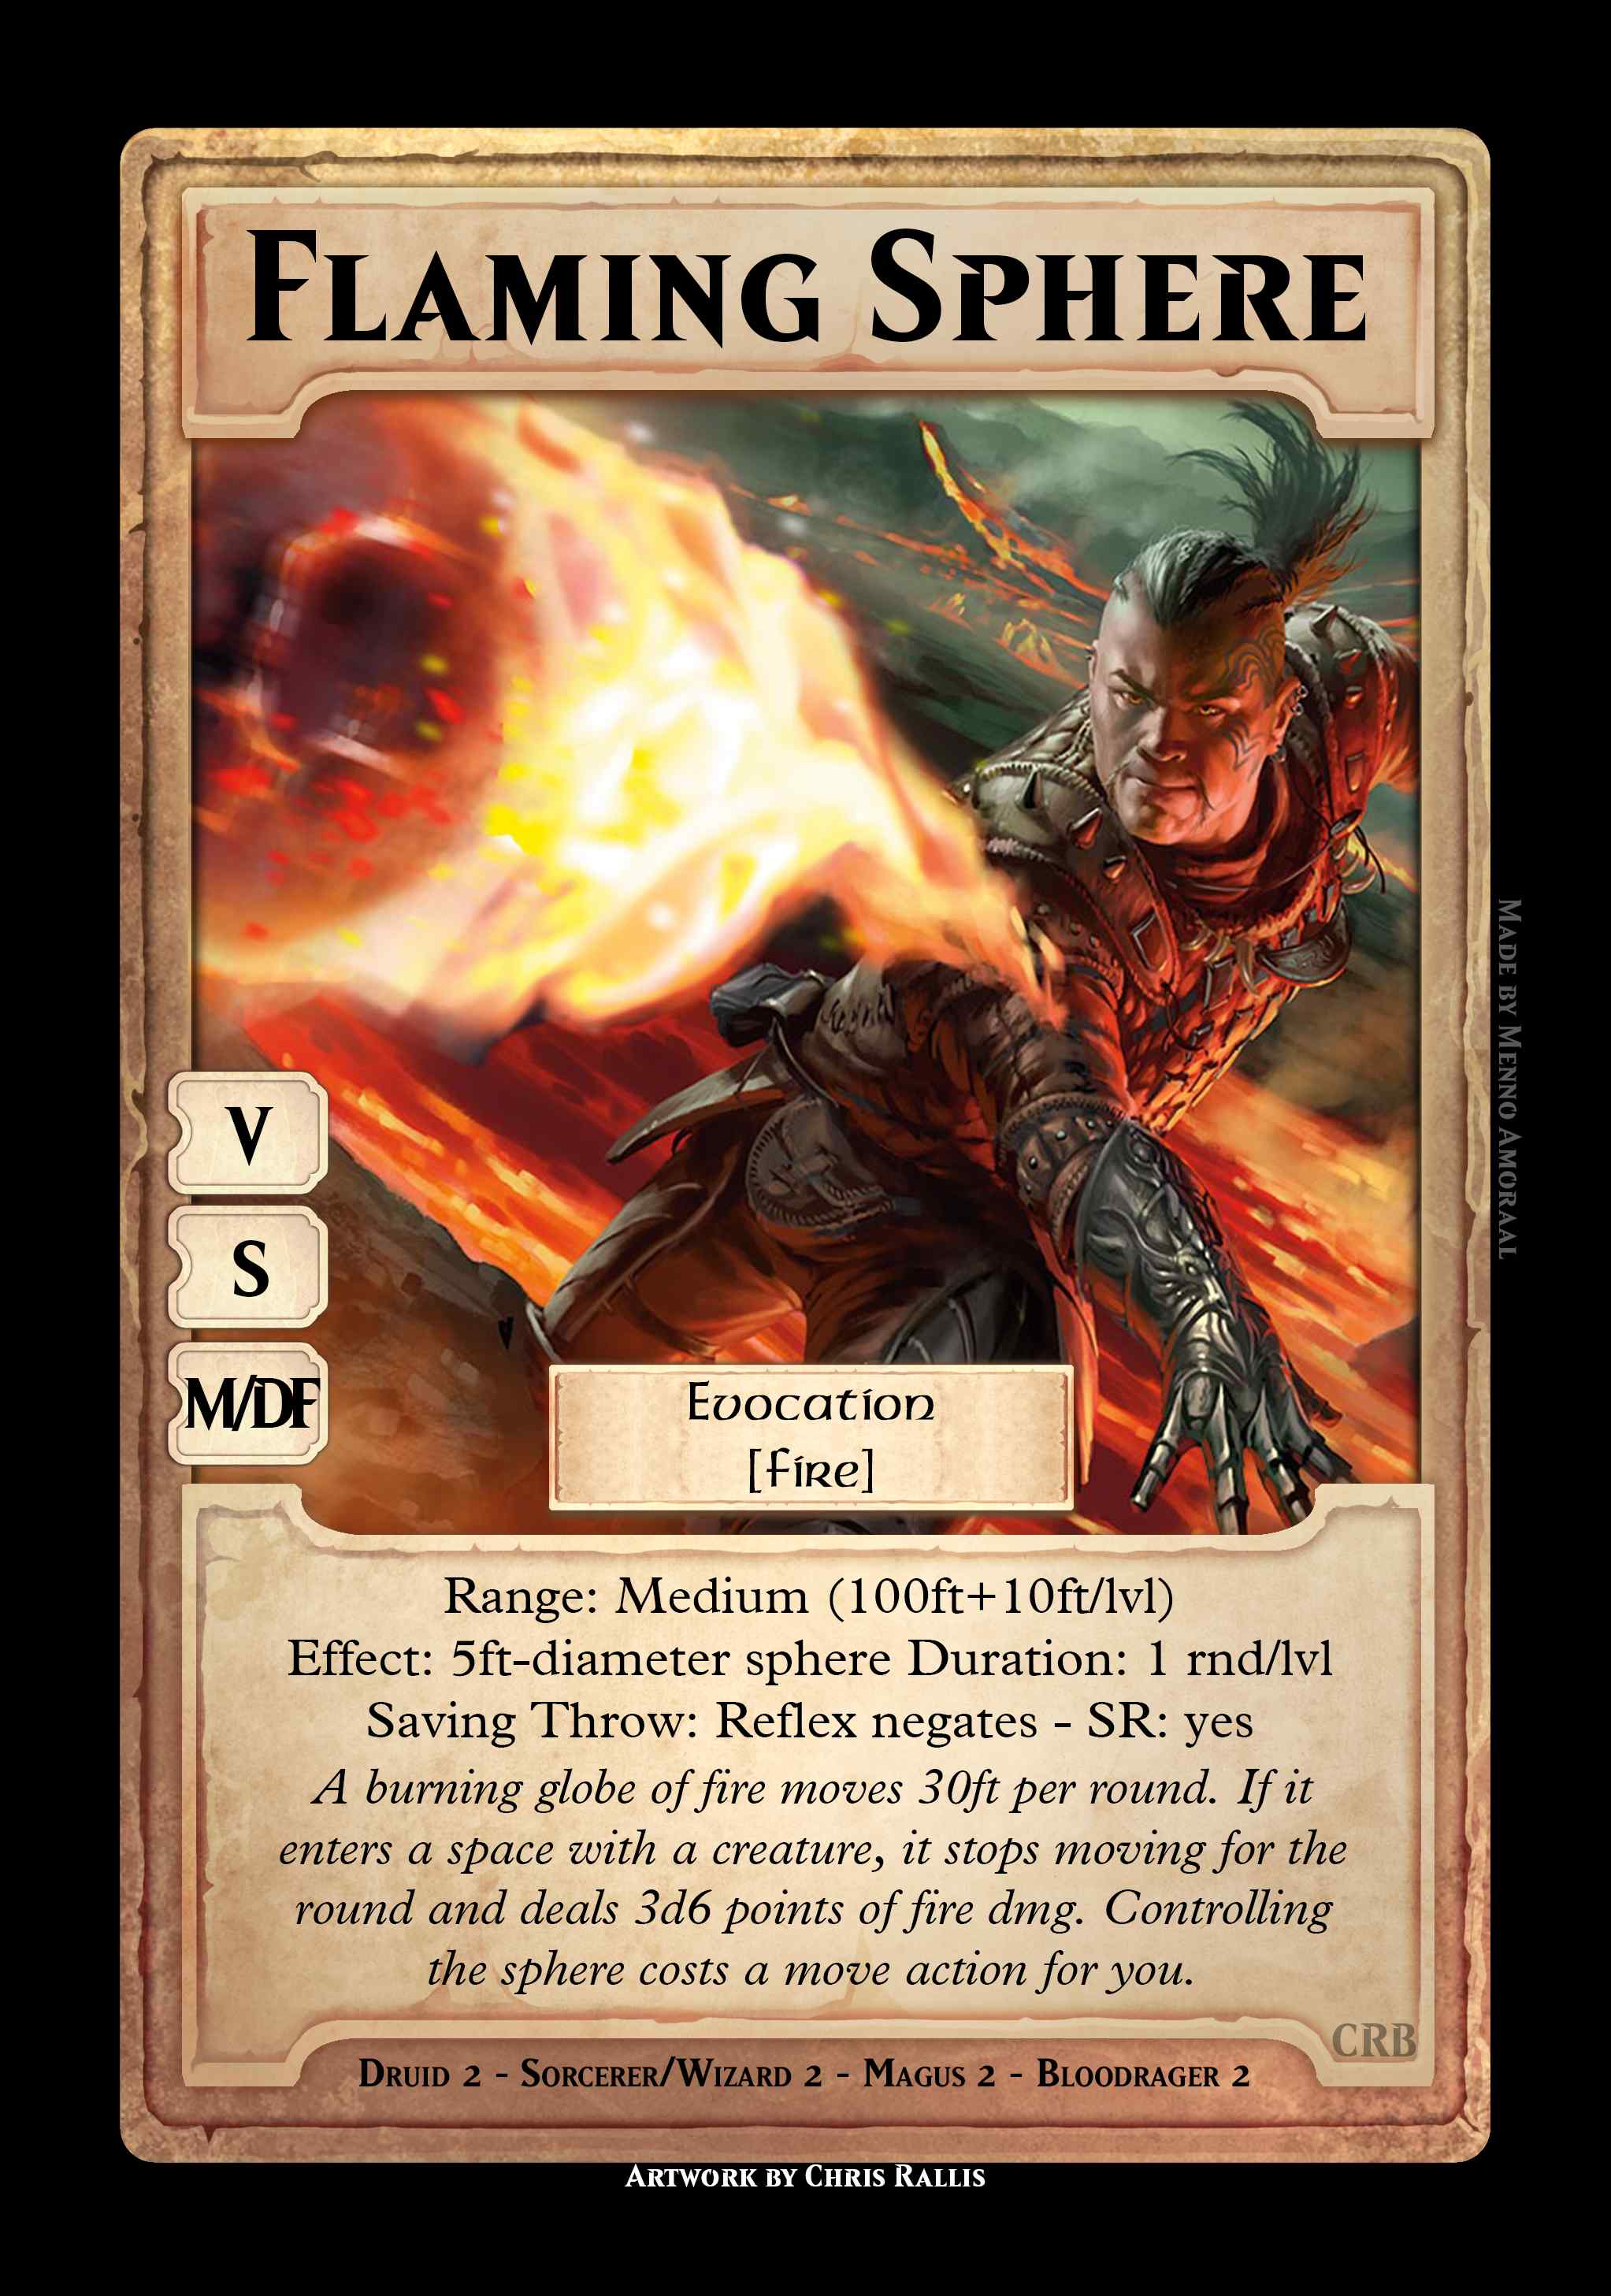 Flaming Sphere
Made by Menno Amoraal
V
S
M/DF
Evocation
[Fire]
Range: Medium (100ft+10ft/lvl)
Effect: 5ft-diameter sphere Duration: 1 rnd/lvl
Saving Throw: Reflex negates - SR: yes
A burning globe of fire moves 30ft per round. If it
enters a space with a creature, it stops moving for the
round and deals 3d6 points of fire dmg. Controlling
the sphere costs a move action for you.
CRB
Druid 2 - Sorcerer/Wizard 2 - Magus 2 - Bloodrager 2
Artwork by Chris Rallis